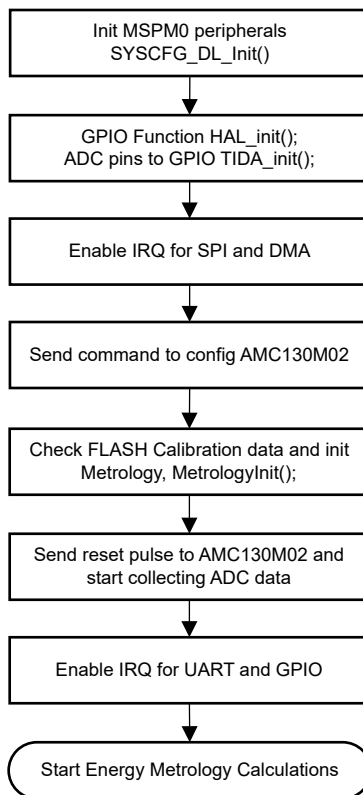 Init MSPM0 peripherals
SYSCFG_DL_Init()
GPIO Function HAL_init();
ADC pins to GPIO TIDA_init();
Enable IRQ for SPI and DMA
Send command to config AMC130M02
Check FLASH Calibration data and init
Metrology, MetrologyInit();
Send reset pulse to AMC130M02 and
start collecting ADC data
Enable IRQ for UART and GPIO
Start Energy Metrology Calculations